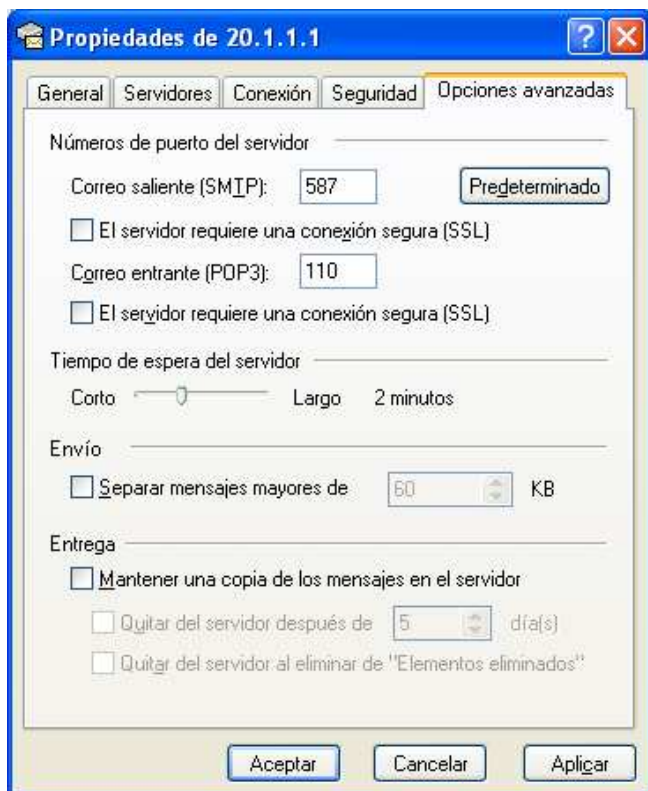 Propiedades de 20.1.1.1
General Servidores Conexión Seguridad Opciones avanzadas
Números de puerto del servidor
Correo saliente (SMTP): 587 Predeterminado
El servidor requiere una conexión segura (SSL)
Correo entrante (POP3): 110
El servidor requiere una conexión segura (SSL)
Tiempo de espera del servidor
Corto Largo 2 minutos
Envío
Separar mensajes mayores de 60 KB
Entrega
Mantener una copia de los mensajes en el servidor
Quitar del servidor después de 5 día(s)
Quitar del servidor al eliminar de "Elementos eliminados"
Aceptar Cancelar Aplicar